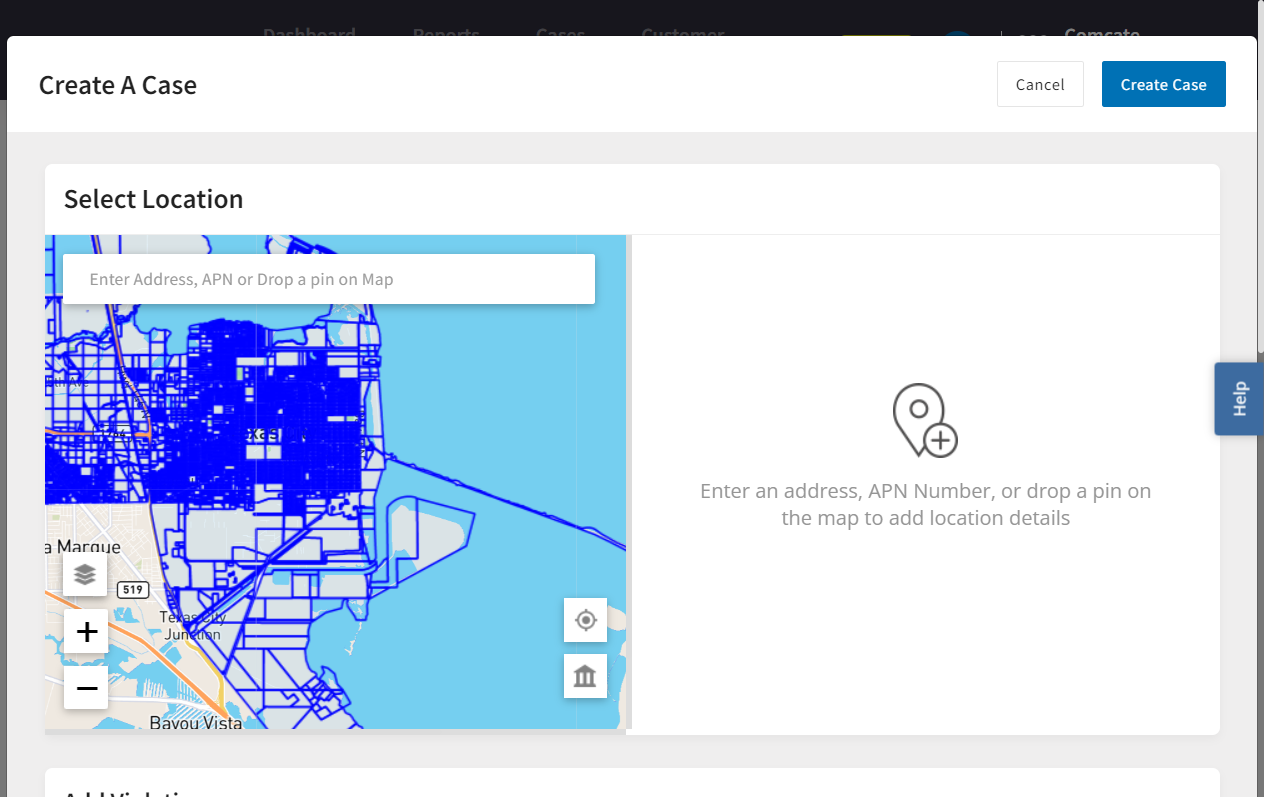 Dashboard Reports Cases Customer Comcate
Create A Case
Cancel
Create Case
Select Location
Enter Address, APN or Drop a pin on Map
a Marque
519
Texas City
Junction
Bayou Vista
Enter an address, APN Number, or drop a pin on
the map to add location details
Help